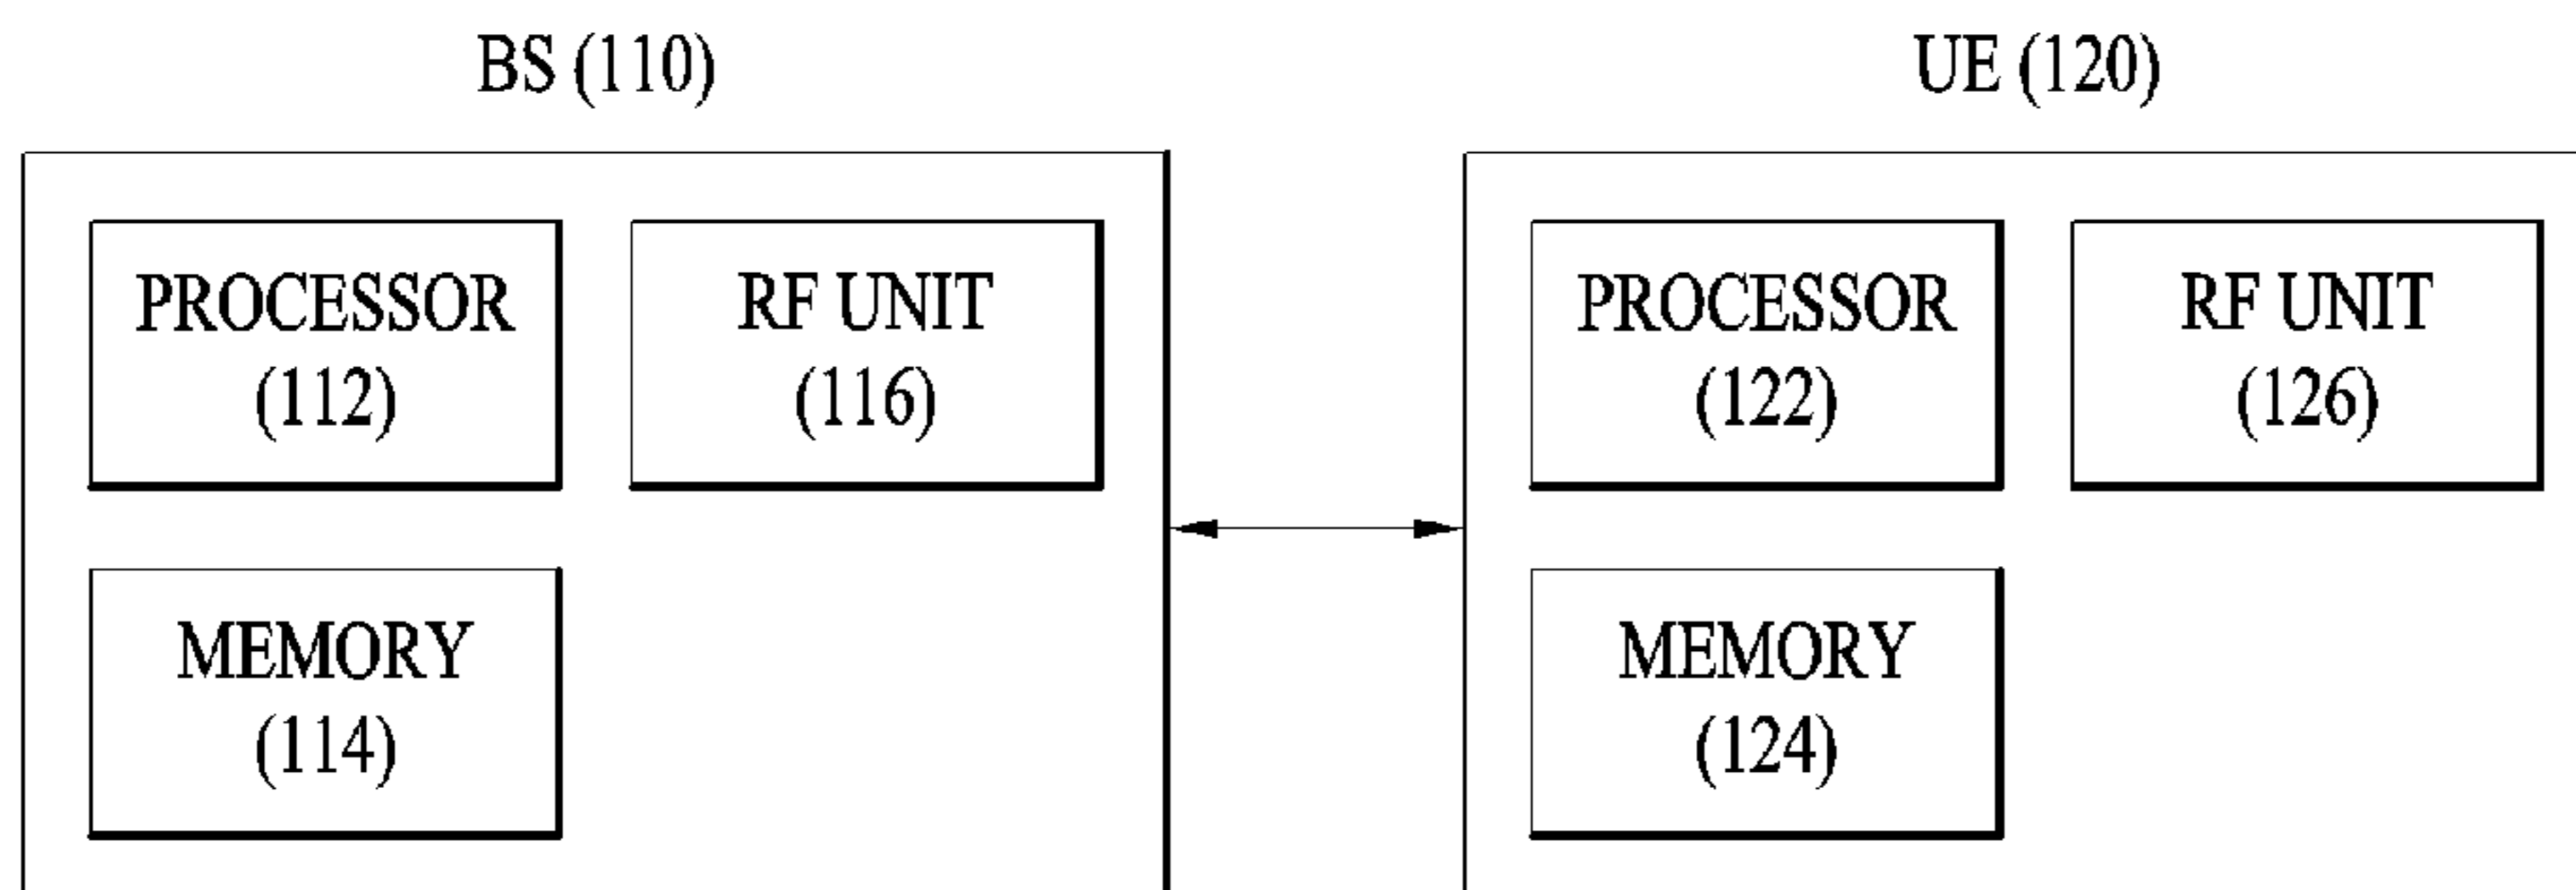 BS (110)
PROCESSOR
(112)
RF UNIT
(116)
MEMORY
(114)
UE (120)
PROCESSOR
(122)
RF UNIT
(126)
MEMORY
(124)